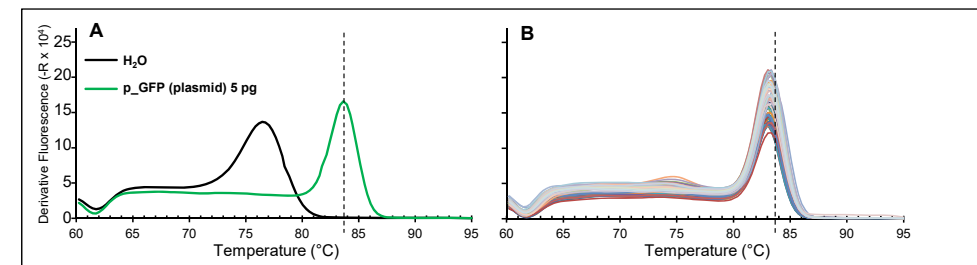 A
B
Derivative Fluorescence (-R x 10⁴)
25
20
15
10
5
0
H₂O
p_GFP (plasmid) 5 pg
60 65 70 75 80 85 90 95
60 65 70 75 80 85 90 95
Temperature (°C)
Temperature (°C)